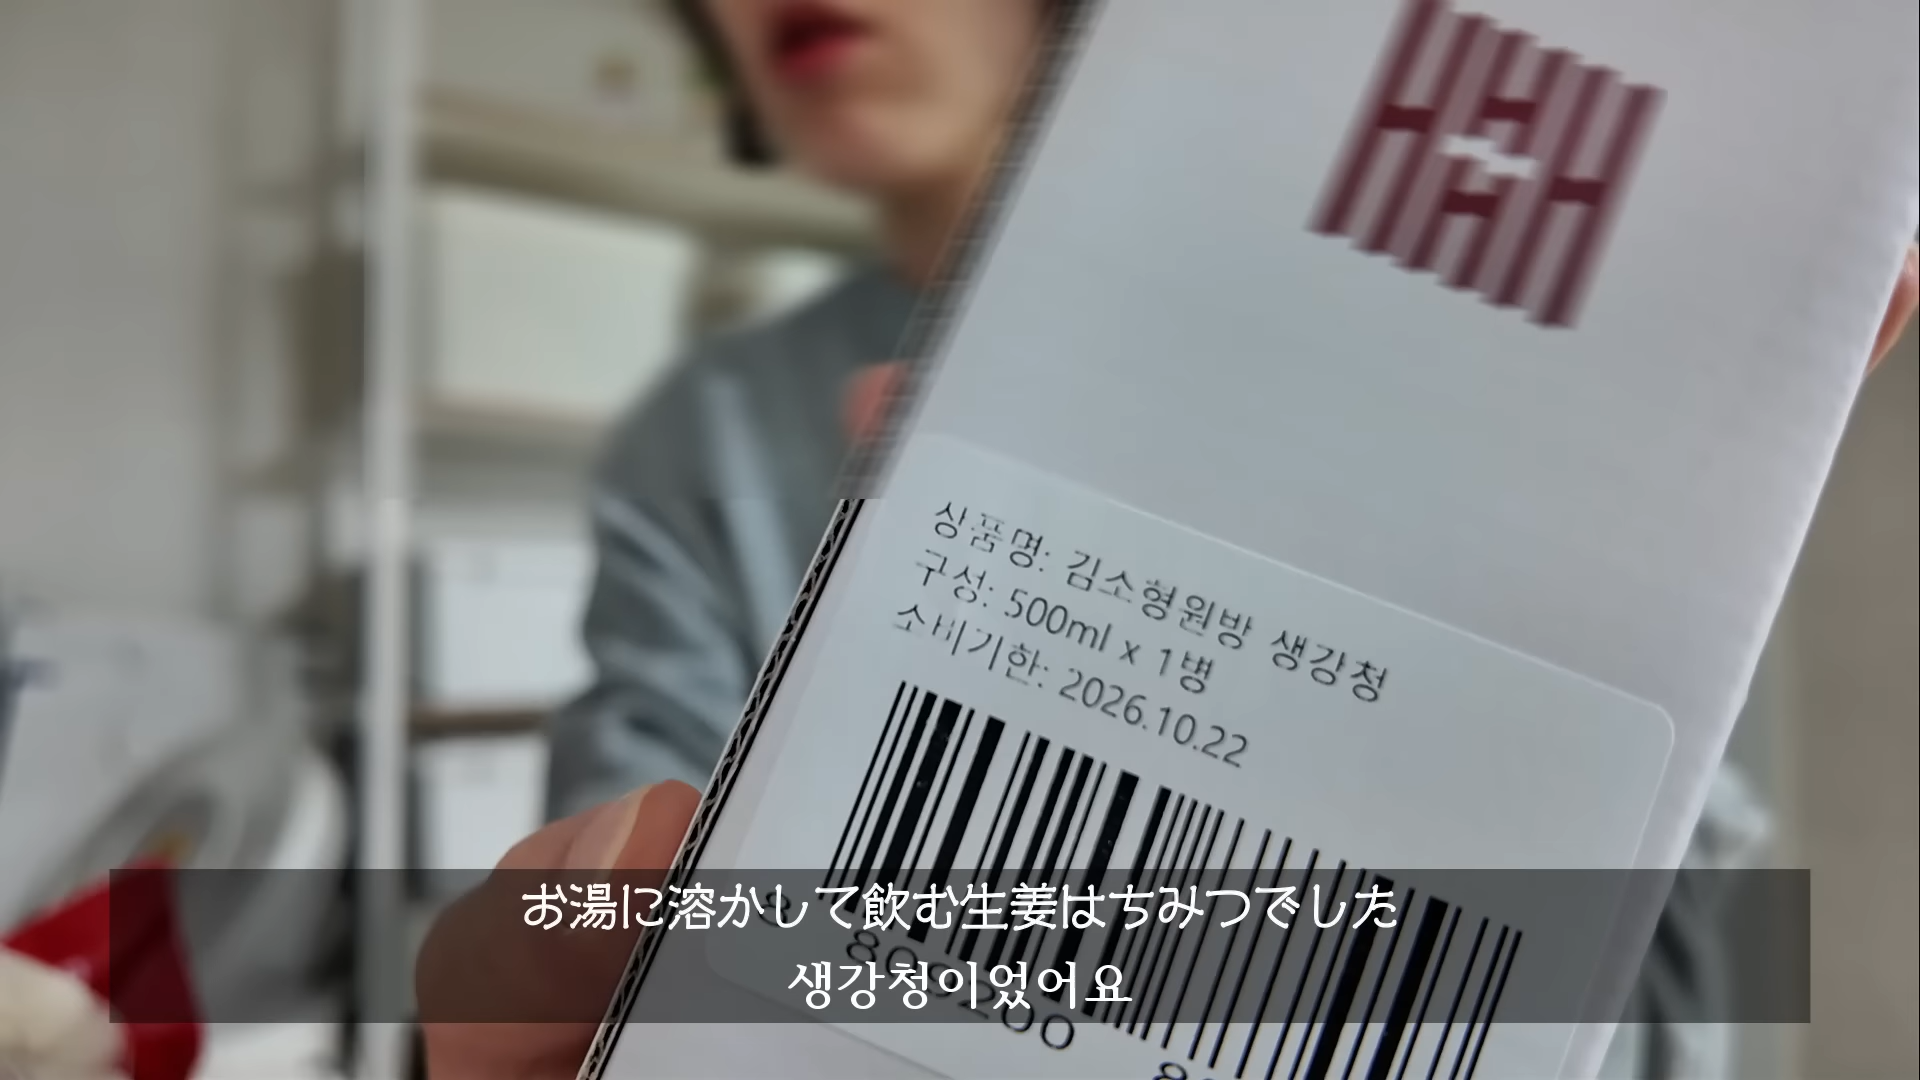 상품명: 김소형원방 생강청
구성: 500ml x 1병
소비기한: 2026.10.22
お湯に溶かして飲む生姜はちみつでした
생강청이었어요